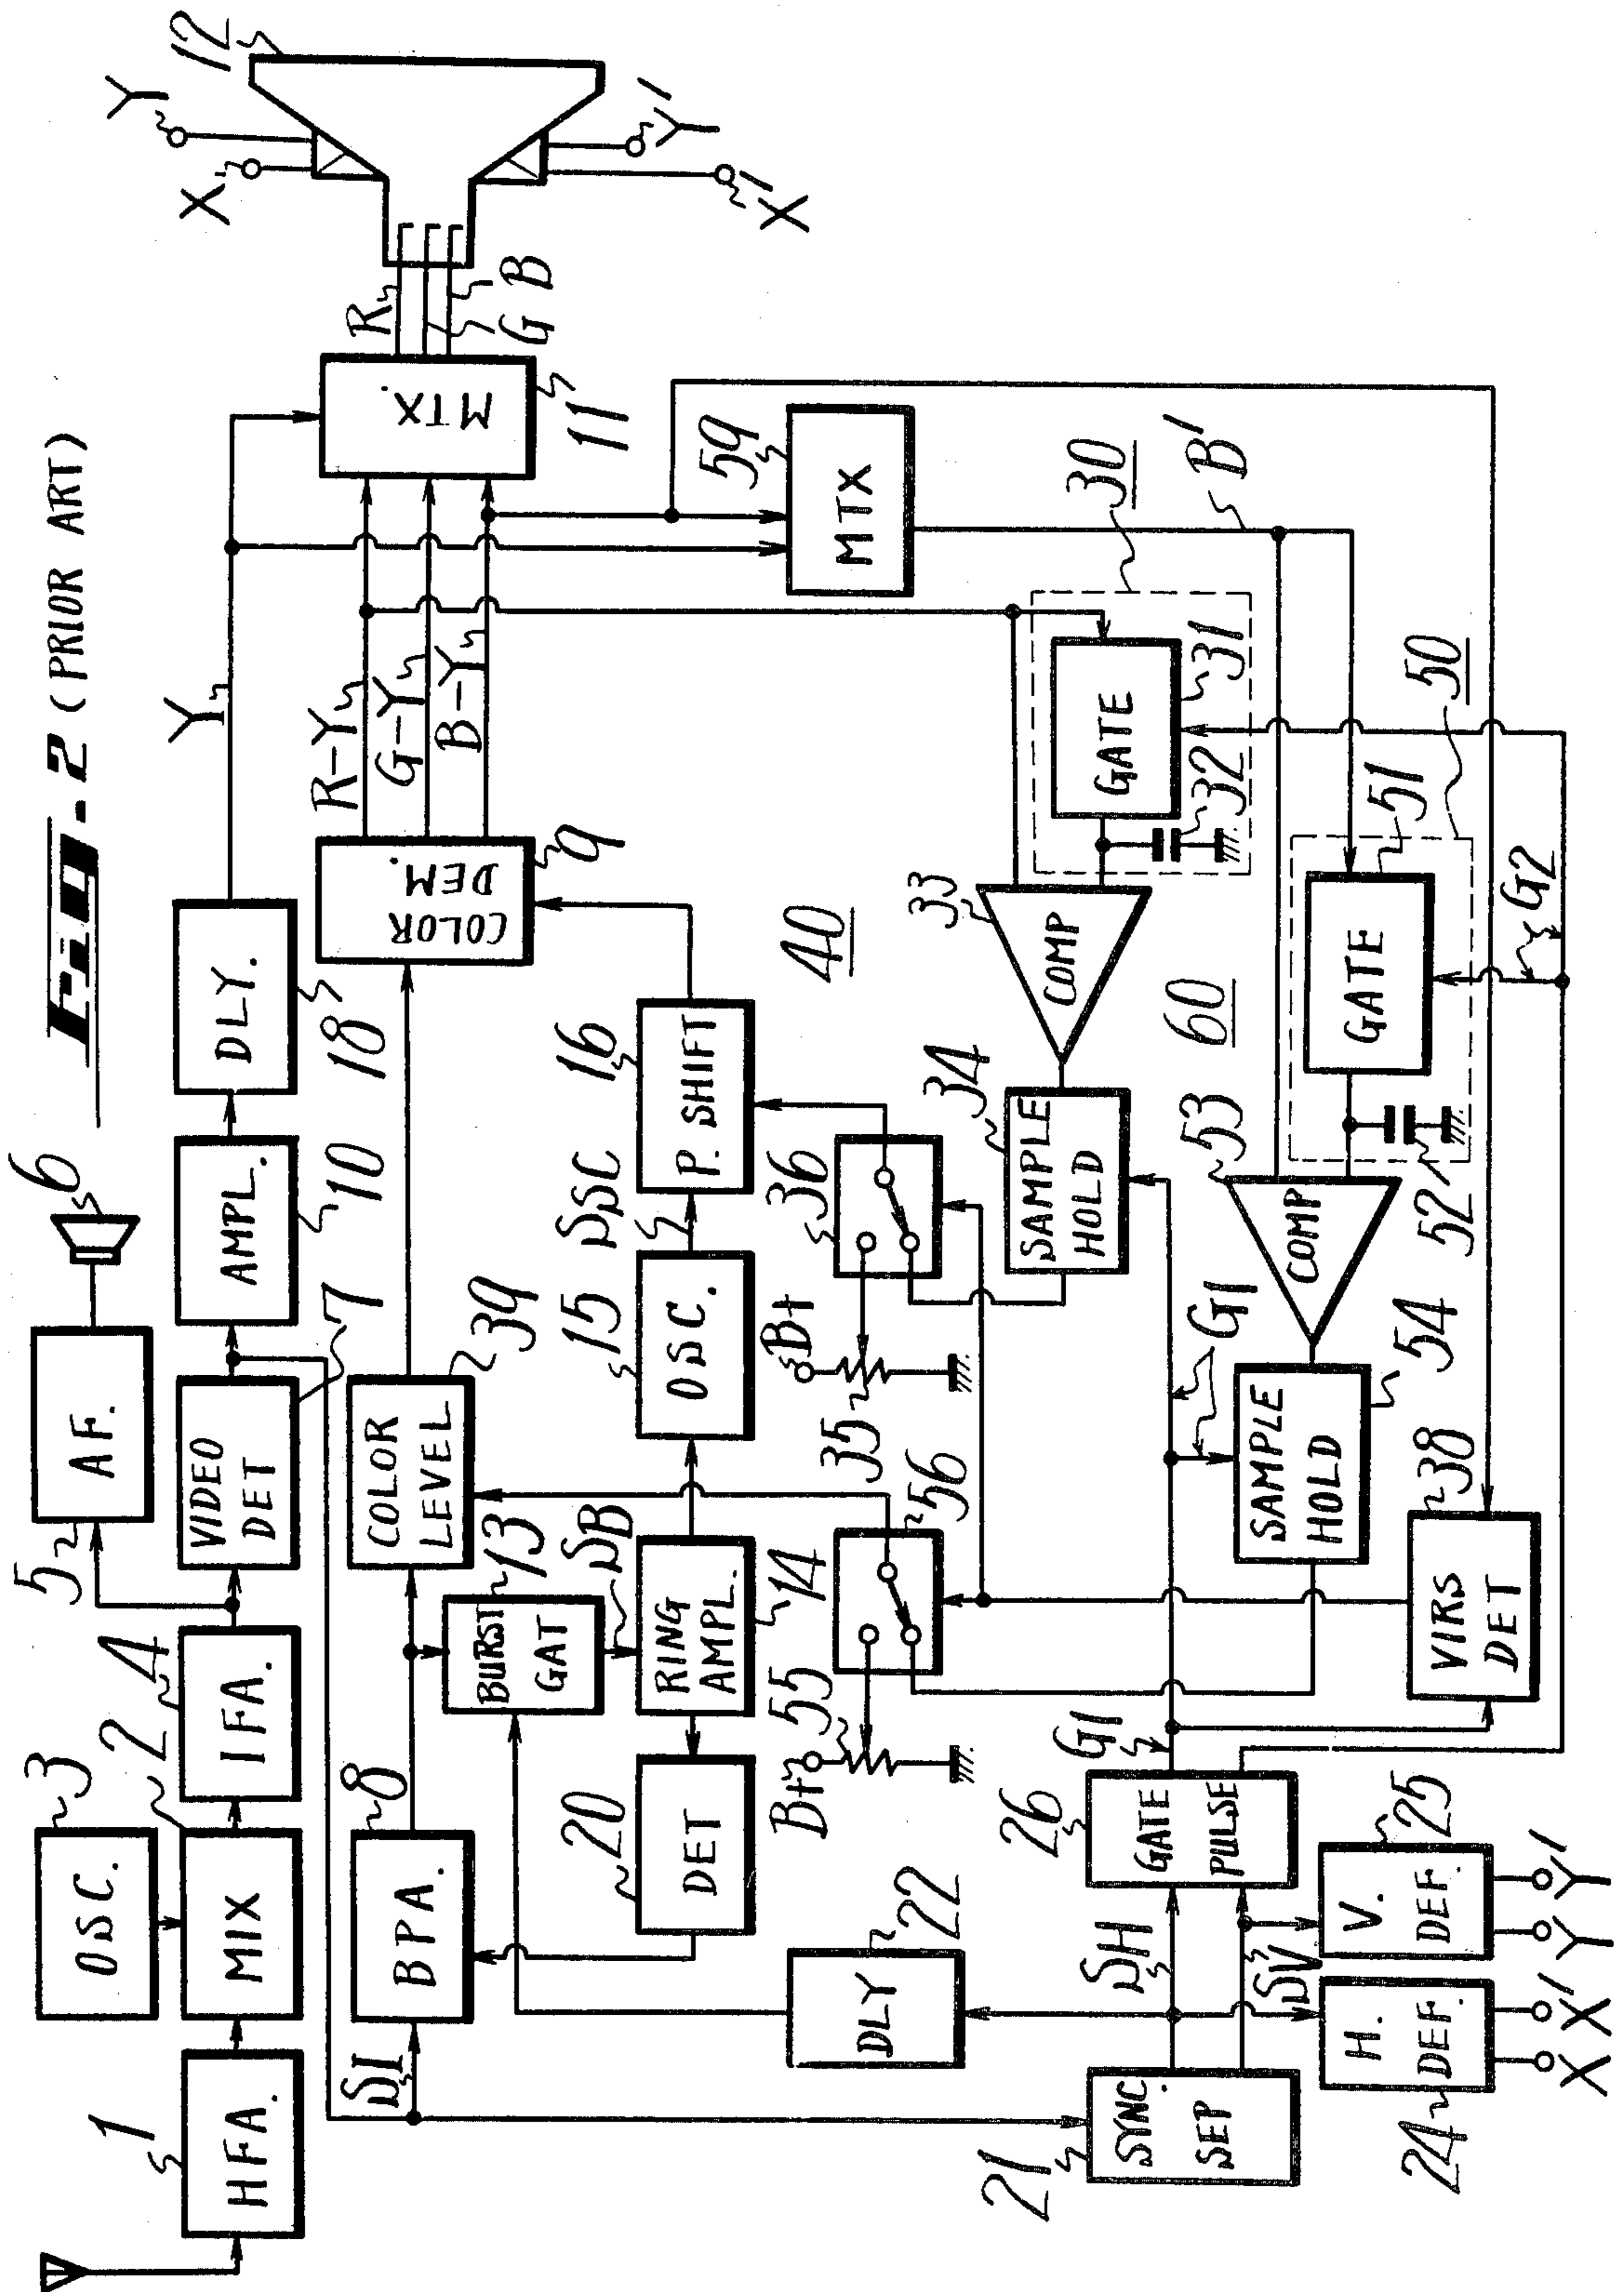 Fig-2 (PRIOR ART)
1
HFA.
3
OSC.
2
MIX
4
IFA.
5
AF.
6
VIDEO
DET
7
AMPL.
10
DLY.
18
Y
SI
BPA.
8
COLOR
LEVEL
39
COLOR
DEM.
9
R-Y
G-Y
B-Y
MTX.
11
R
G
B
12
X
Y
X'
Y'
BURST
GAT
13
SB
DET
20
RING
AMPL.
14
OSC.
15
SSC
P. SHIFT
16
40
B+
55
56
B+
35
36
MTX
59
DLY
22
SAMPLE
HOLD
34
COMP
33
GATE
31
32
30
B'
60
21
SYNC.
SEP
SH
SV
GATE
PULSE
26
G1
G1
SAMPLE
HOLD
54
COMP
53
GATE
51
52
50
G2
VIRS
DET
38
H.
DEF.
24
V.
DEF.
25
X X' Y Y'